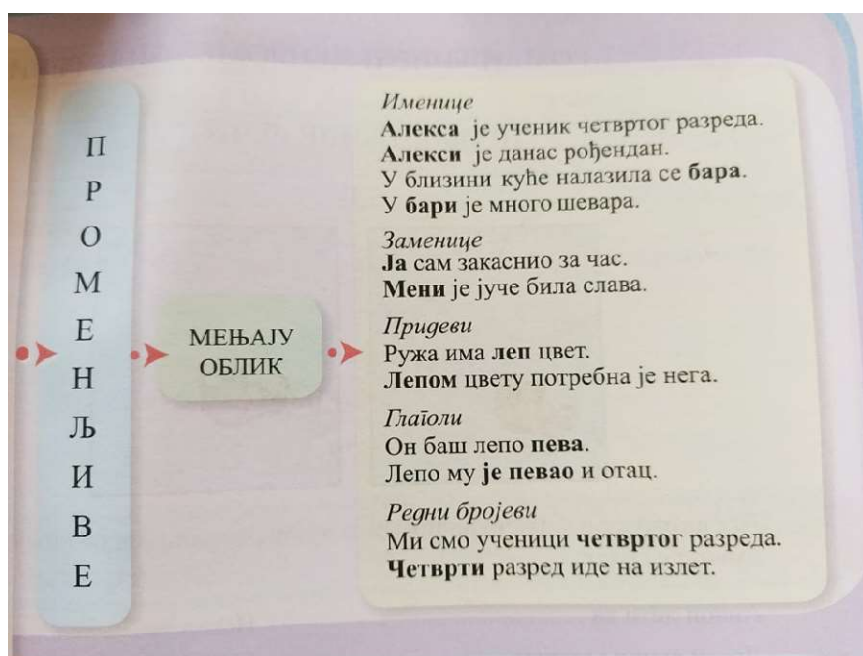 ПРОМЕНЉИВЕ
МЕЊАЈУ
ОБЛИК
Именице
Алекса је ученик четвртог разреда.
Алекси је данас рођендан.
У близини куће налазила се бара.
У бари је много шевара.
Заменице
Ја сам закаснио за час.
Мени је јуче била слава.
Придеви
Ружа има леп цвет.
Лепом цвету потребна је нега.
Глаголи
Он баш лепо пева.
Лепо му је певао и отац.
Редни бројеви
Ми смо ученици четвртог разреда.
Четврти разред иде на излет.